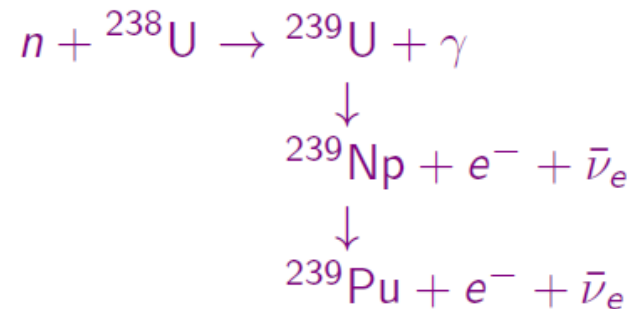 n + ²³⁸U → ²³⁹U + γ
↓
²³⁹Np + e⁻ + ν̄ₑ
↓
²³⁹Pu + e⁻ + ν̄ₑ